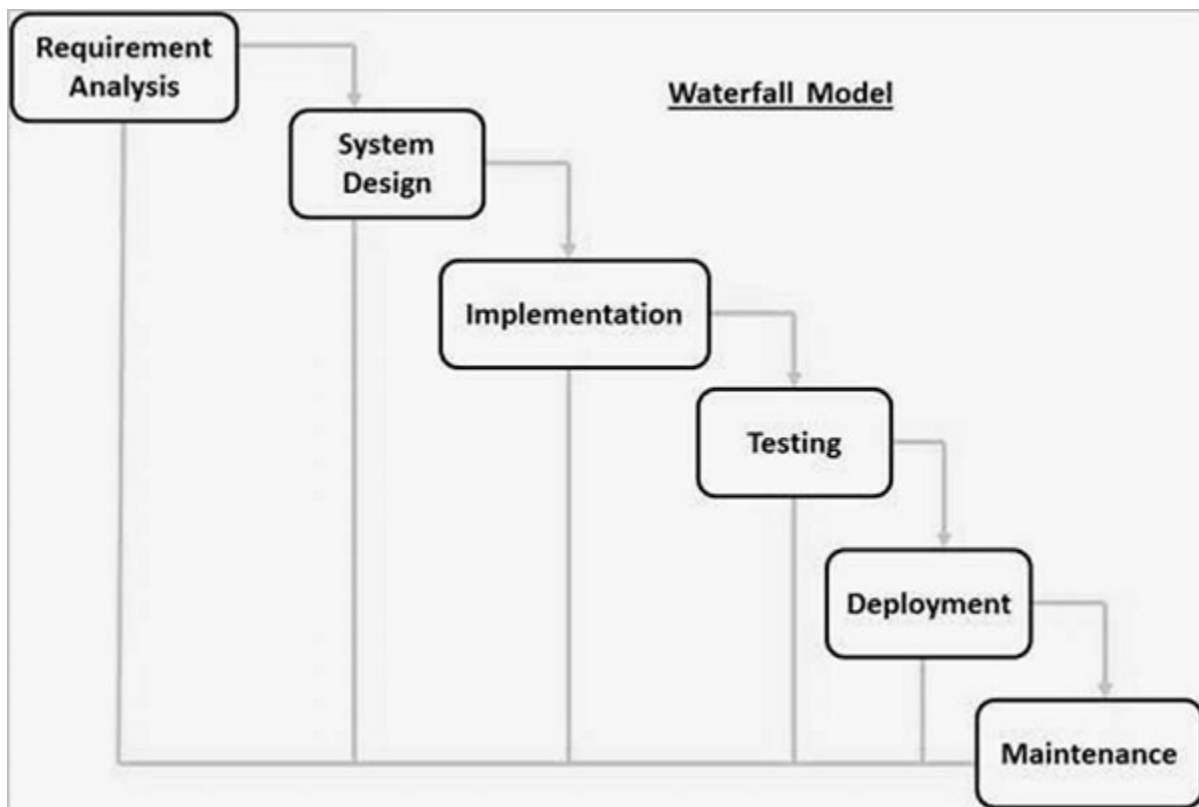 Requirement
Analysis
Waterfall Model
System
Design
Implementation
Testing
Deployment
Maintenance